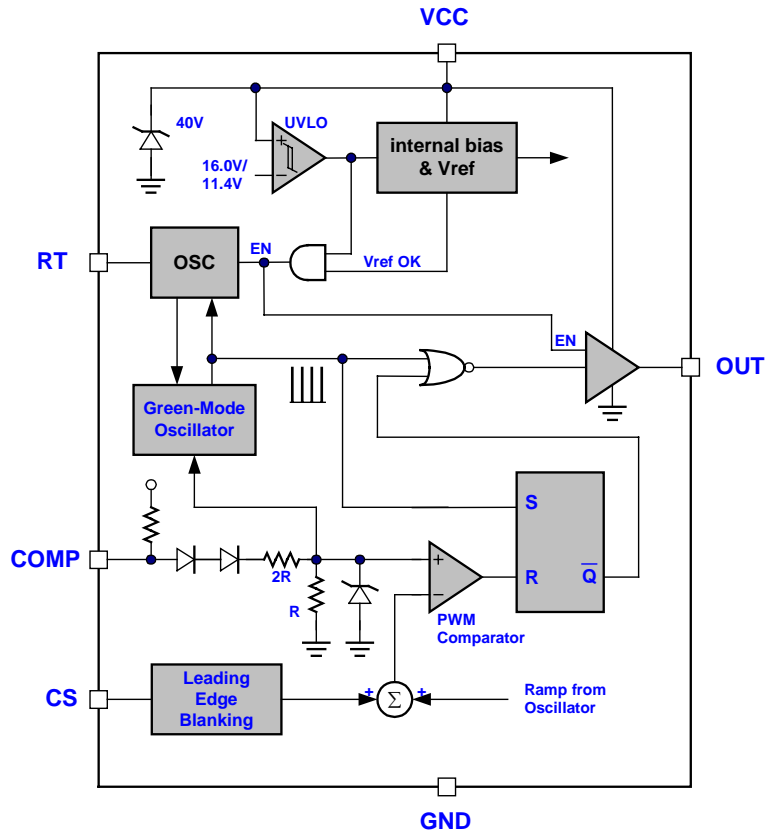 VCC
40V
UVLO
+
−
16.0V/
11.4V
internal bias
& Vref
RT
OSC
EN
Vref OK
EN
OUT
Green-Mode
Oscillator
COMP
2R
R
+
−
PWM
Comparator
S
R
Q̅
CS
Leading
Edge
Blanking
+
Σ
+
Ramp from
Oscillator
GND